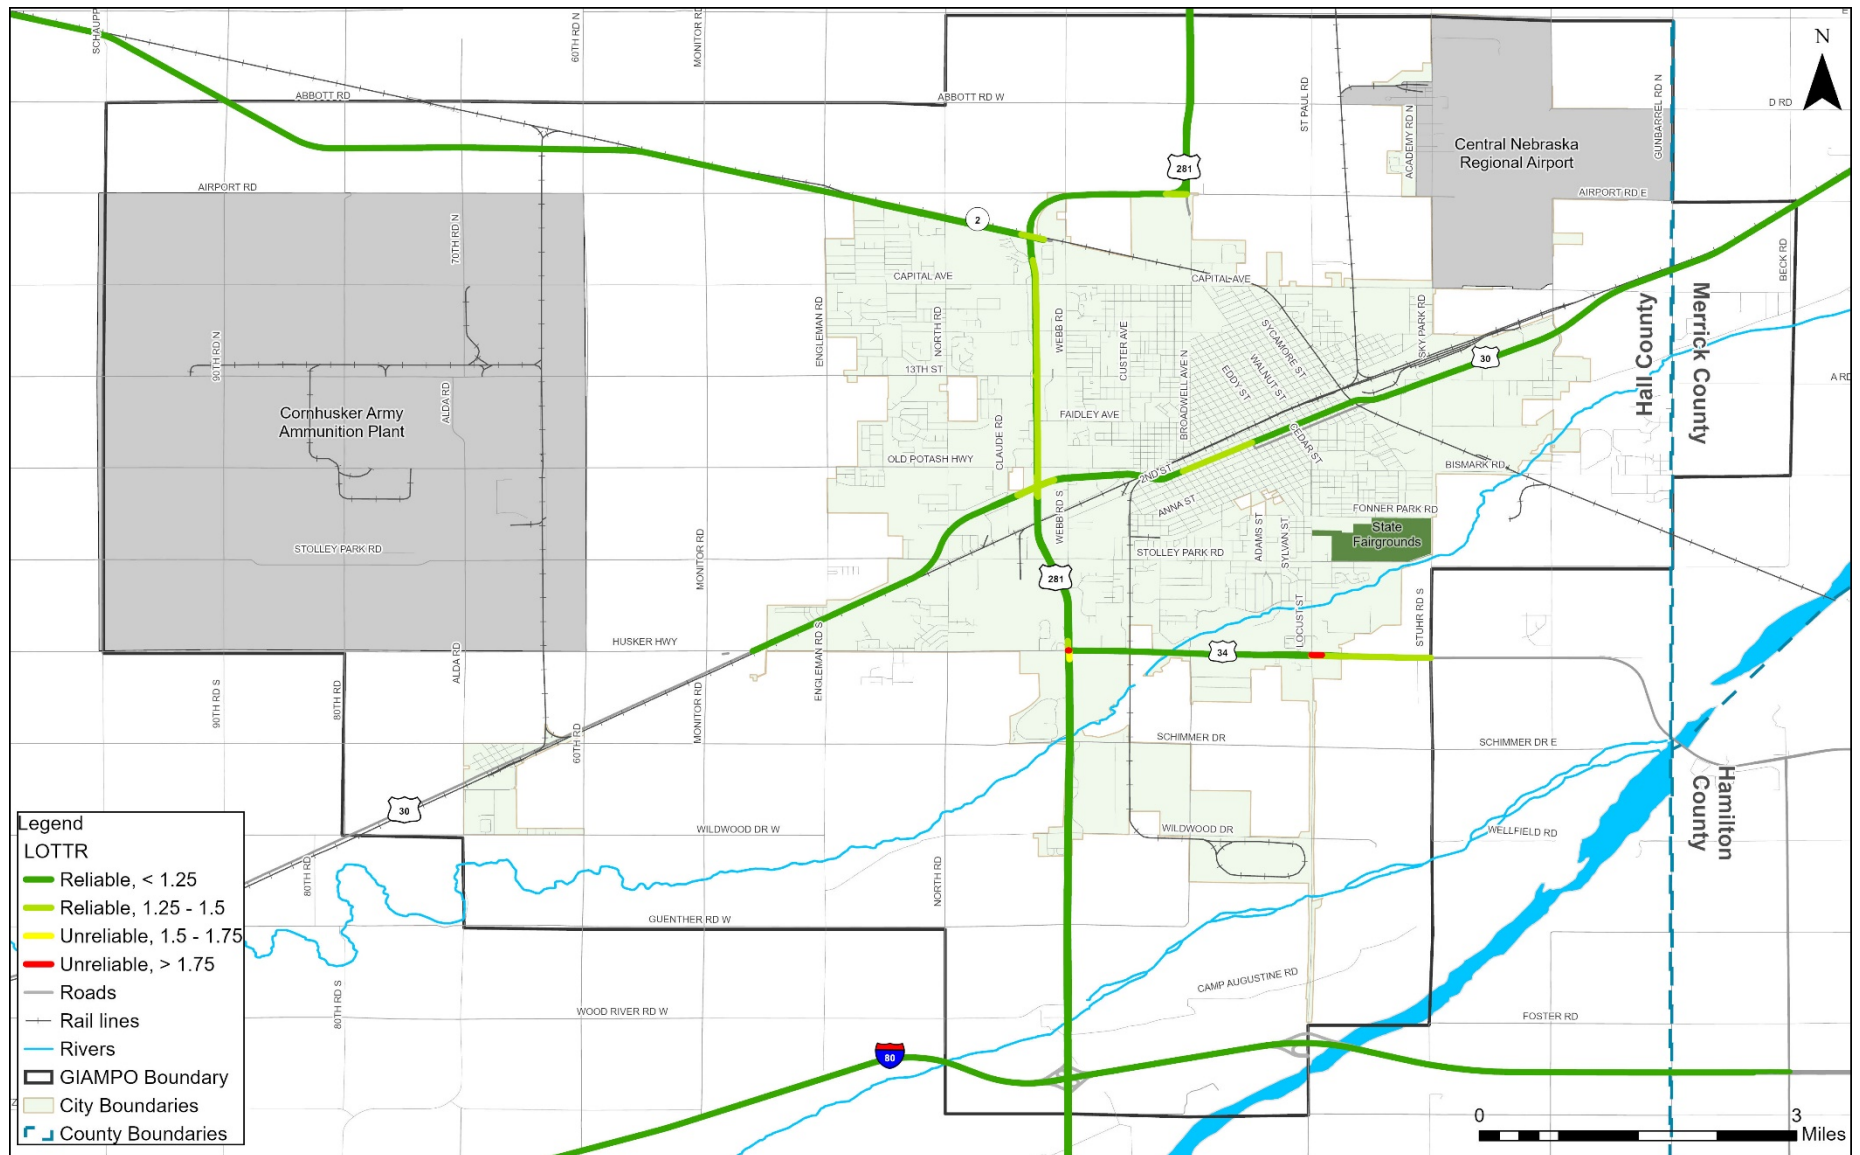 SCHAUPP
60TH RD N
MONITOR RD
N
ABBOTT RD
ABBOTT RD W
ST PAUL RD
ACADEMY RD N
GUNBARREL RD N
D RD
Central Nebraska
Regional Airport
281
AIRPORT RD
AIRPORT RD E
2
70TH RD N
CAPITAL AVE
CAPITAL AVE
BECK RD
ENGLEMAN RD
NORTH RD
WEBB RD
CUSTER AVE
BROADWELL AVE N
SYCAMORE ST
WALNUT ST
EDDY ST
SKY PARK RD
30
Hall County
Merrick County
90TH RD N
13TH ST
A RD
ALDA RD
Cornhusker Army
Ammunition Plant
FAIDLEY AVE
CLAUDE RD
CEDAR ST
OLD POTASH HWY
2ND ST
BISMARK RD
ANNA ST
WEBB RD S
FONNER PARK RD
State
Fairgrounds
ADAMS ST
SYLVAN ST
STOLLEY PARK RD
STOLLEY PARK RD
MONITOR RD
281
LOCUST ST
STUHR RD S
HUSKER HWY
34
ALDA RD
ENGLEMAN RD S
90TH RD S
80TH RD
MONITOR RD
60TH RD
SCHIMMER DR
SCHIMMER DR E
Hamilton
County
30
WILDWOOD DR W
WILDWOOD DR
WELLFIELD RD
80TH RD
NORTH RD
GUENTHER RD W
CAMP AUGUSTINE RD
80TH RD S
WOOD RIVER RD W
FOSTER RD
80
Legend
LOTTR
Reliable, < 1.25
Reliable, 1.25 - 1.5
Unreliable, 1.5 - 1.75
Unreliable, > 1.75
Roads
Rail lines
Rivers
GIAMPO Boundary
City Boundaries
County Boundaries
0 3
Miles